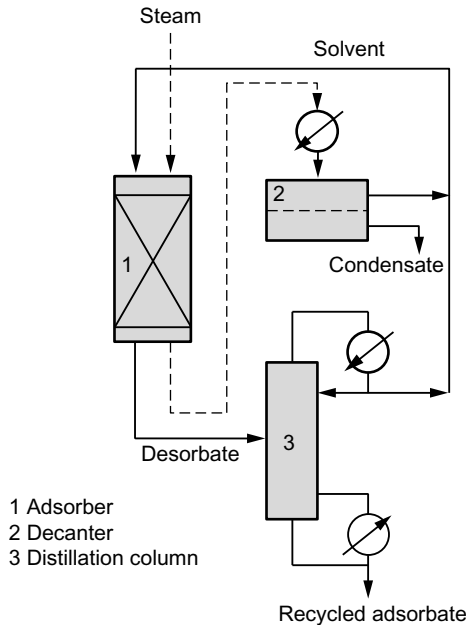 Steam
Solvent
2
1
Condensate
3
Desorbate
1 Adsorber
2 Decanter
3 Distillation column
Recycled adsorbate